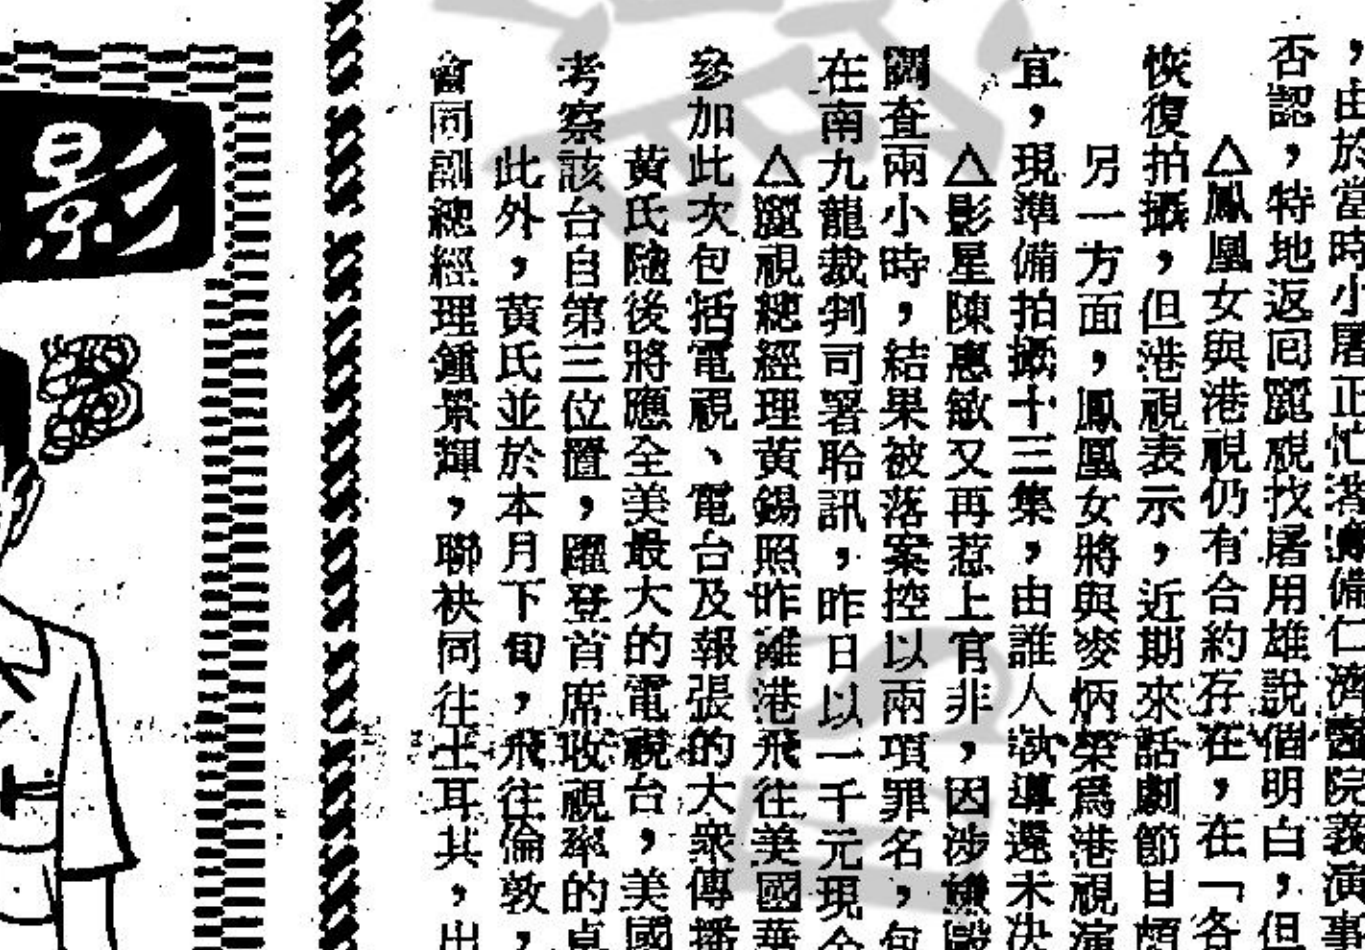 ，由於當時小屠正忙着籌備仁濟醫院義演事
否認，特地返回麗視找屠用雄說個明白，但
△鳳凰女與港視仍有合約存在，在「各
恢復拍攝，但港視表示，近期來話劇節目頗
另一方面，鳳凰女將與麥炳榮爲港視演
宜，現準備拍攝十三集，由誰人執導還未決
△影星陳惠敏又再惹上官非，因涉嫌毆
調查兩小時，結果被落案控以兩項罪名，包
在南九龍裁判司署聆訊，昨日以一千元現金
△麗視總經理黃錫照昨離港飛往美國華
參加此次包括電視、電台及報張的大衆傳播
黃氏隨後將應全美最大的電視台，美國
考察該台自第三位置，躍登首席收視率的
此外，黃氏並於本月下旬，飛往倫敦，
會同副總經理鍾景輝，聯袂同往土耳其，出
影